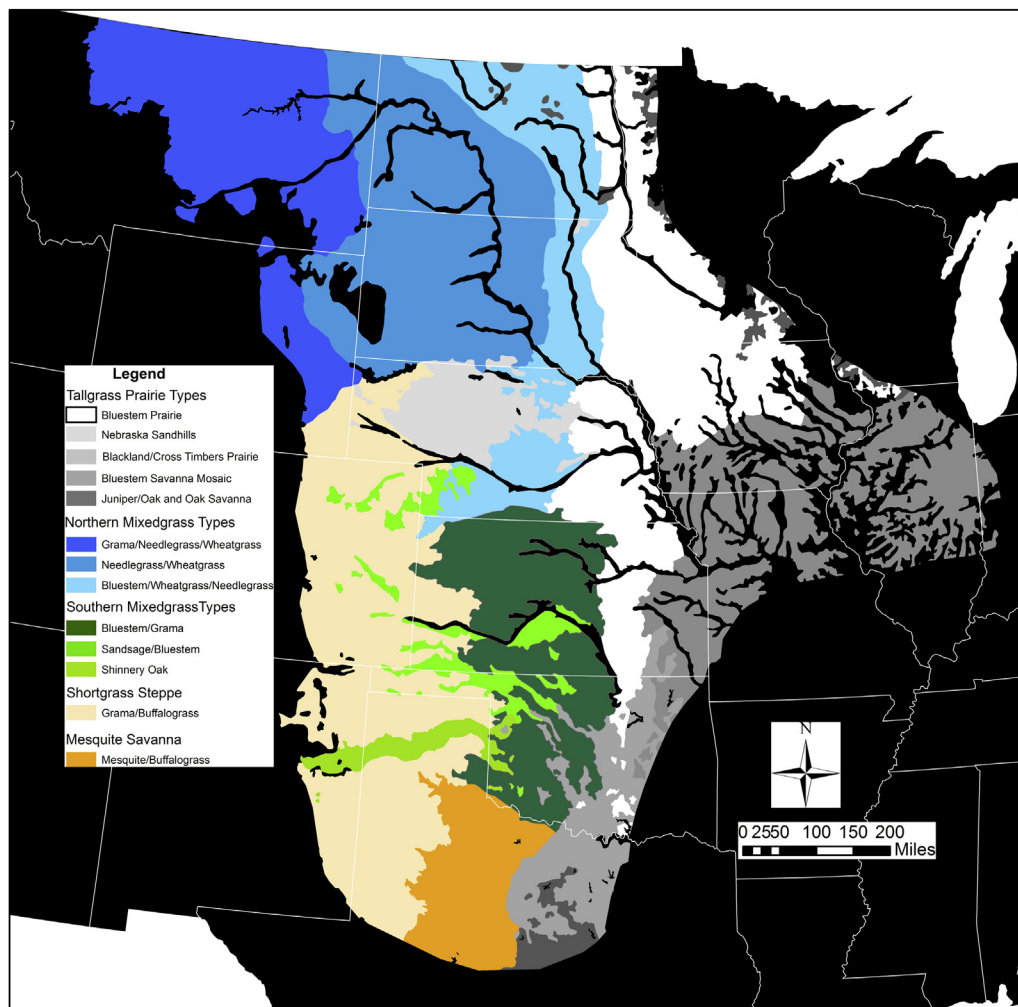 Legend
Tallgrass Prairie Types
Bluestem Prairie
Nebraska Sandhills
Blackland/Cross Timbers Prairie
Bluestem Savanna Mosaic
Juniper/Oak and Oak Savanna
Northern Mixedgrass Types
Grama/Needlegrass/Wheatgrass
Needlegrass/Wheatgrass
Bluestem/Wheatgrass/Needlegrass
Southern MixedgrassTypes
Bluestem/Grama
Sandsage/Bluestem
Shinnery Oak
Shortgrass Steppe
Grama/Buffalograss
Mesquite Savanna
Mesquite/Buffalograss
N
0 2550 100 150 200
Miles